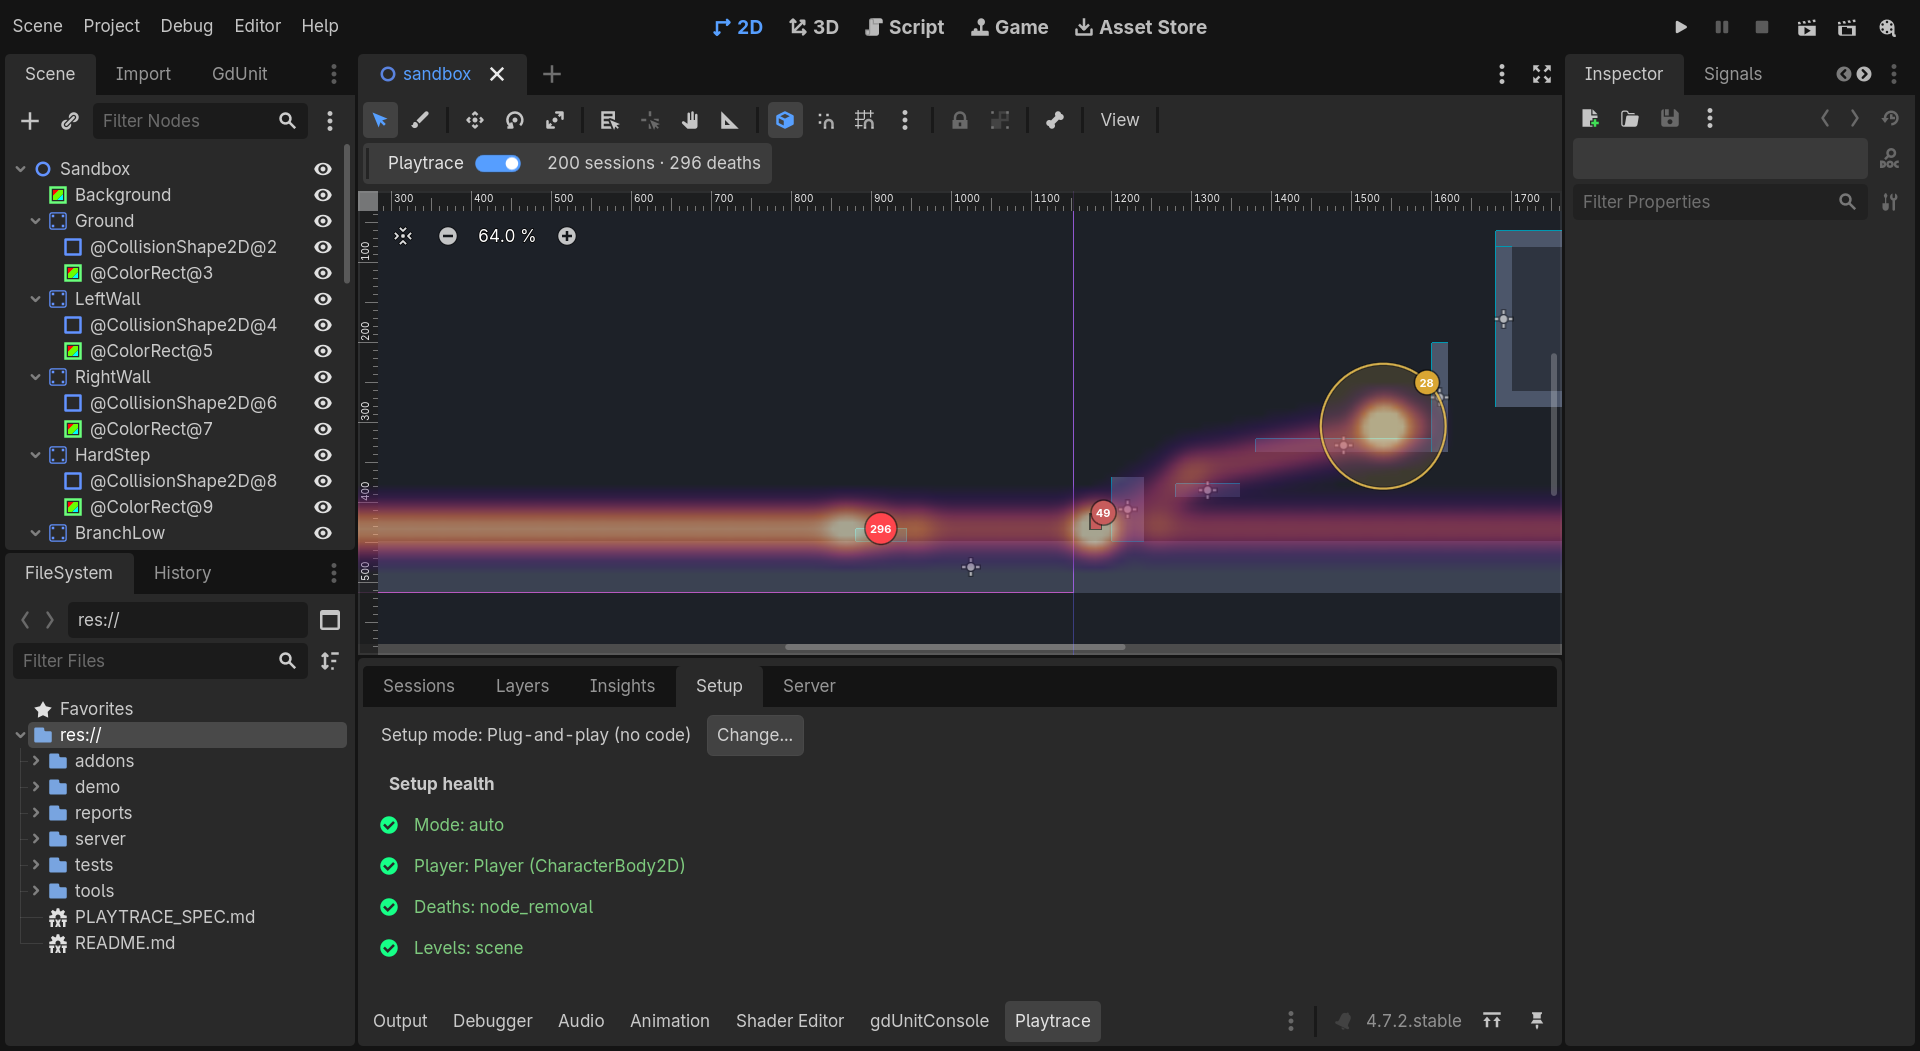 Scene Project Debug Editor Help
2D 3D Script Game Asset Store
Scene Import GdUnit
Filter Nodes
Sandbox
Background
Ground
@CollisionShape2D@2
@ColorRect@3
LeftWall
@CollisionShape2D@4
@ColorRect@5
RightWall
@CollisionShape2D@6
@ColorRect@7
HardStep
@CollisionShape2D@8
@ColorRect@9
BranchLow
FileSystem History
res://
Filter Files
Favorites
res://
addons
demo
reports
server
tests
tools
PLAYTRACE_SPEC.md
README.md
sandbox
View
Playtrace 200 sessions · 296 deaths
300 400 500 600 700 800 900 1000 1100 1200 1300 1400 1500 1600 1700
64.0 %
100
200
300
400
500
28
49
296
Sessions Layers Insights Setup Server
Setup mode: Plug-and-play (no code) Change...
Setup health
Mode: auto
Player: Player (CharacterBody2D)
Deaths: node_removal
Levels: scene
Output Debugger Audio Animation Shader Editor gdUnitConsole Playtrace 4.7.2.stable
Inspector Signals
DOC
Filter Properties